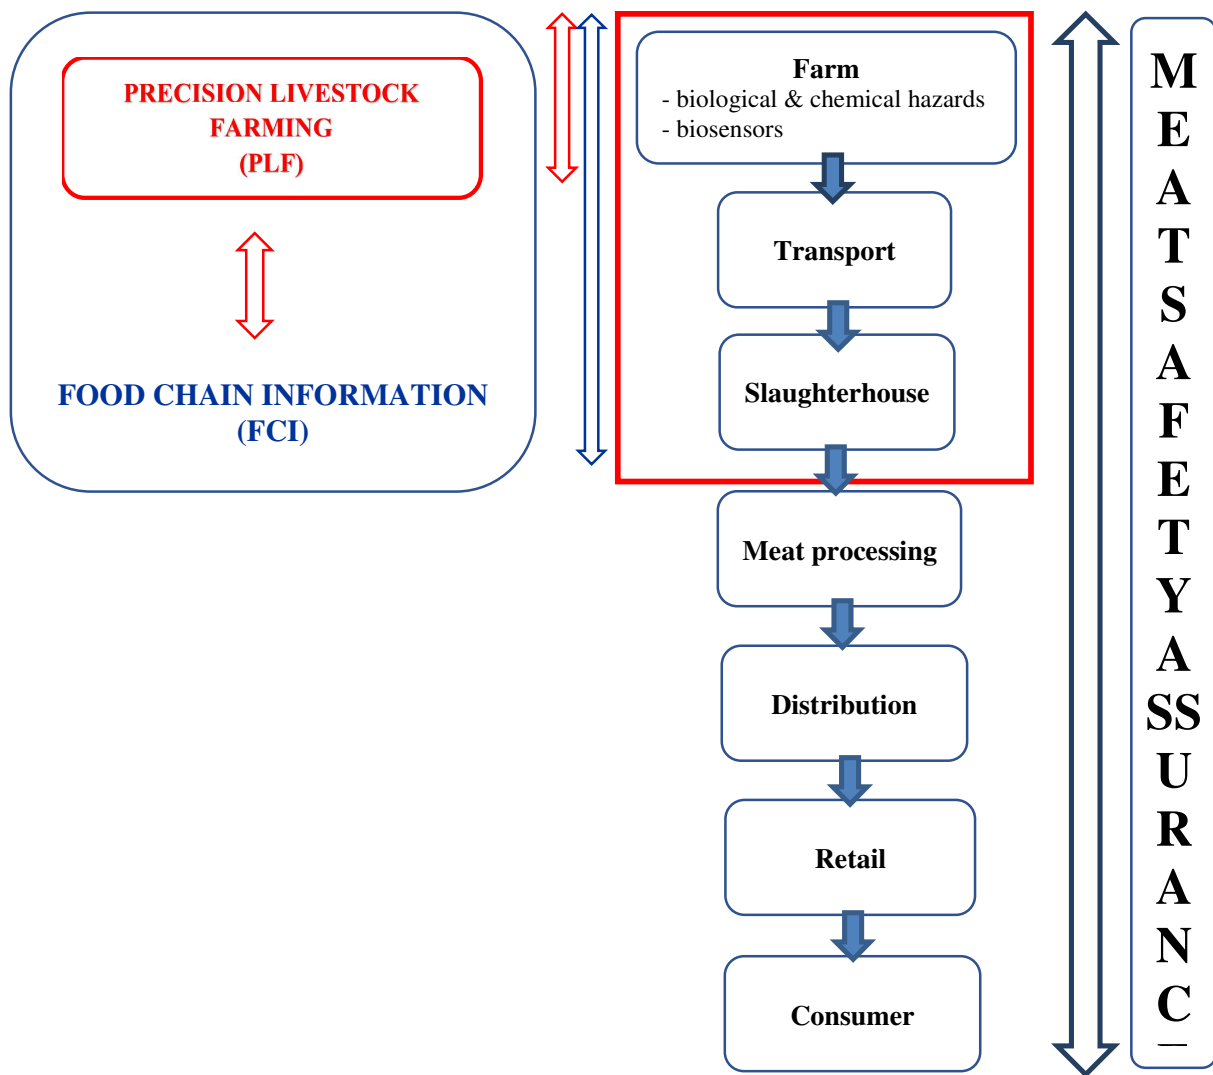 PRECISION LIVESTOCK
FARMING
(PLF)
FOOD CHAIN INFORMATION
(FCI)
Farm
- biological & chemical hazards
- biosensors
Transport
Slaughterhouse
Meat processing
Distribution
Retail
Consumer
M
E
A
T
S
A
F
E
T
Y
A
SS
U
R
A
N
C